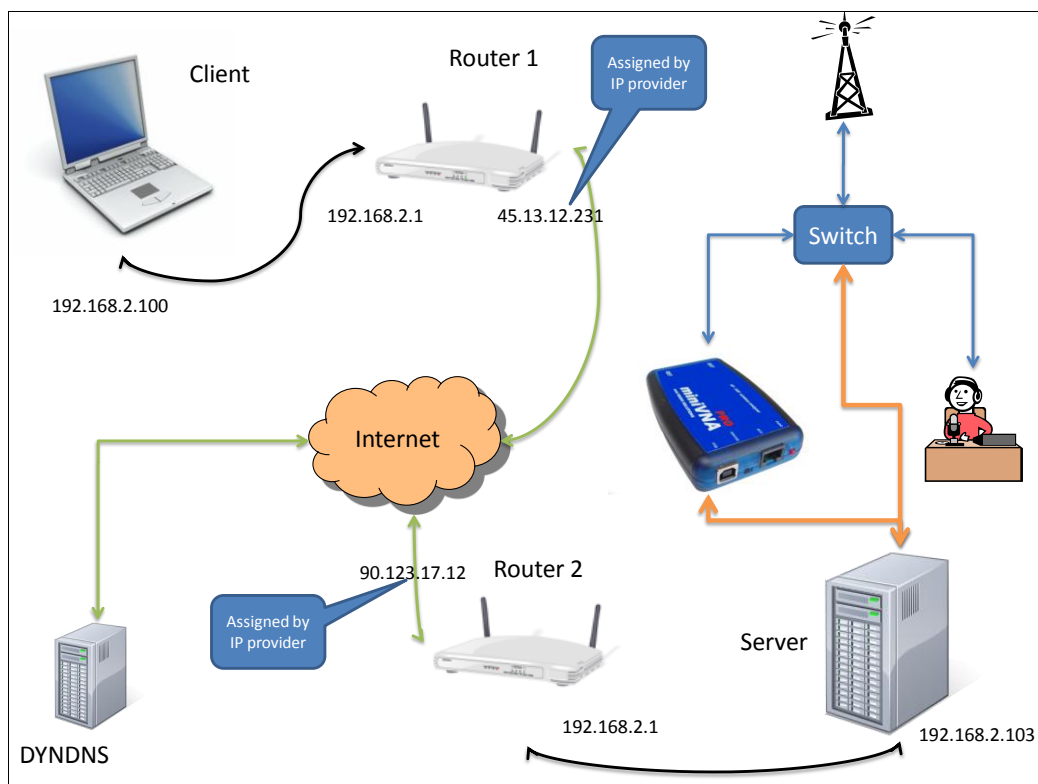 Client
Router 1
Assigned by
IP provider
192.168.2.1
45.13.12.231
192.168.2.100
Switch
miniVNA PRO
Internet
90.123.17.12
Router 2
Assigned by
IP provider
Server
192.168.2.1
192.168.2.103
DYNDNS